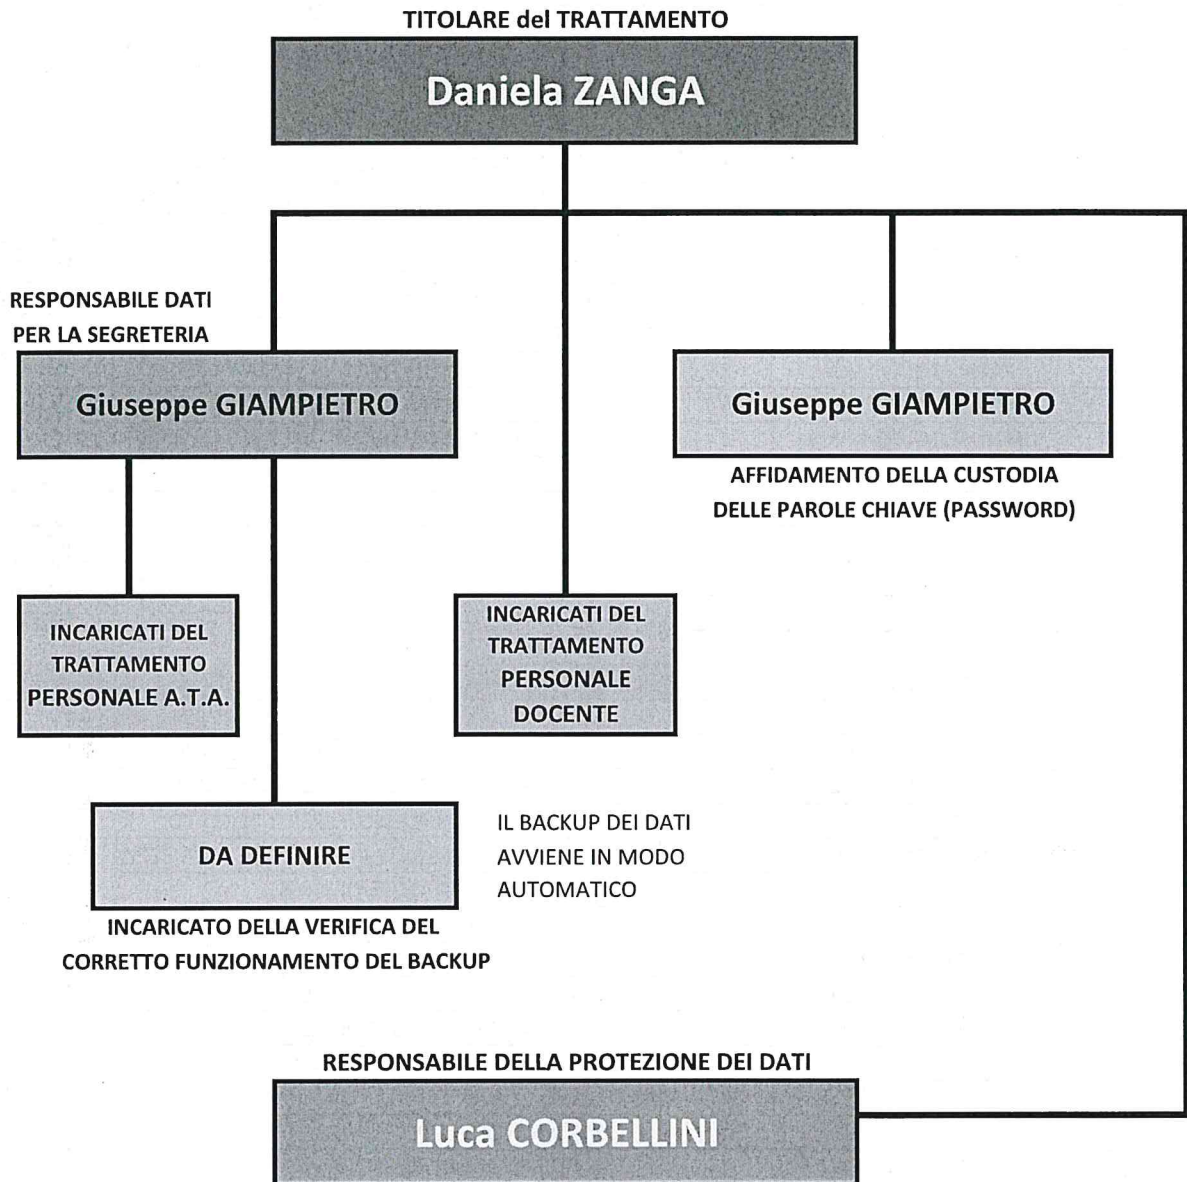 TITOLARE del TRATTAMENTO
Daniela ZANGA
RESPONSABILE DATI
PER LA SEGRETERIA
Giuseppe GIAMPIETRO
Giuseppe GIAMPIETRO
AFFIDAMENTO DELLA CUSTODIA
DELLE PAROLE CHIAVE (PASSWORD)
INCARICATI DEL
TRATTAMENTO
PERSONALE A.T.A.
INCARICATI DEL
TRATTAMENTO
PERSONALE
DOCENTE
DA DEFINIRE
IL BACKUP DEI DATI
AVVIENE IN MODO
AUTOMATICO
INCARICATO DELLA VERIFICA DEL
CORRETTO FUNZIONAMENTO DEL BACKUP
RESPONSABILE DELLA PROTEZIONE DEI DATI
Luca CORBELLINI